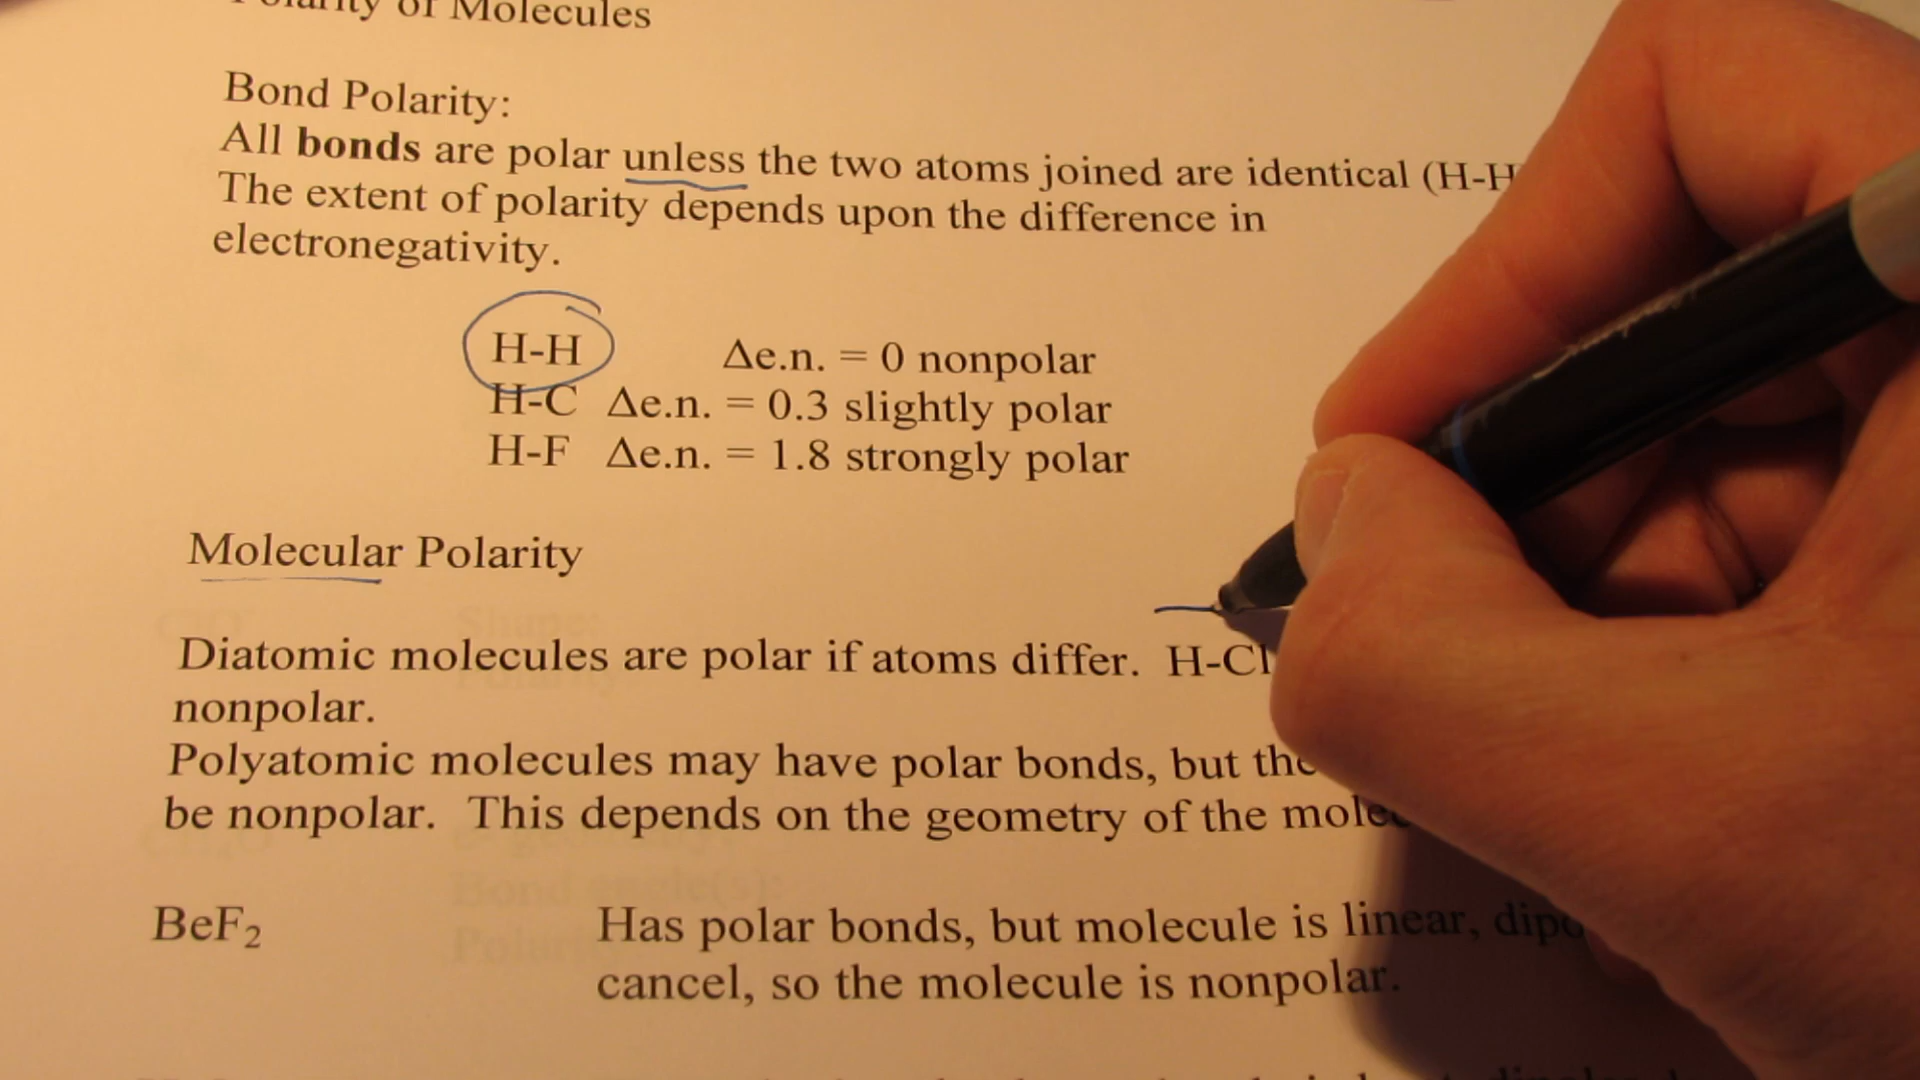 Polarity of Molecules
Bond Polarity:
All bonds are polar unless the two atoms joined are identical (H-H
The extent of polarity depends upon the difference in
electronegativity.
H-H Δe.n. = 0 nonpolar
H-C Δe.n. = 0.3 slightly polar
H-F Δe.n. = 1.8 strongly polar
Molecular Polarity
Diatomic molecules are polar if atoms differ. H-Cl
nonpolar.
Polyatomic molecules may have polar bonds, but
be nonpolar. This depends on the geometry of the
BeF₂ Has polar bonds, but molecule is linear,
cancel, so the molecule is nonpolar.